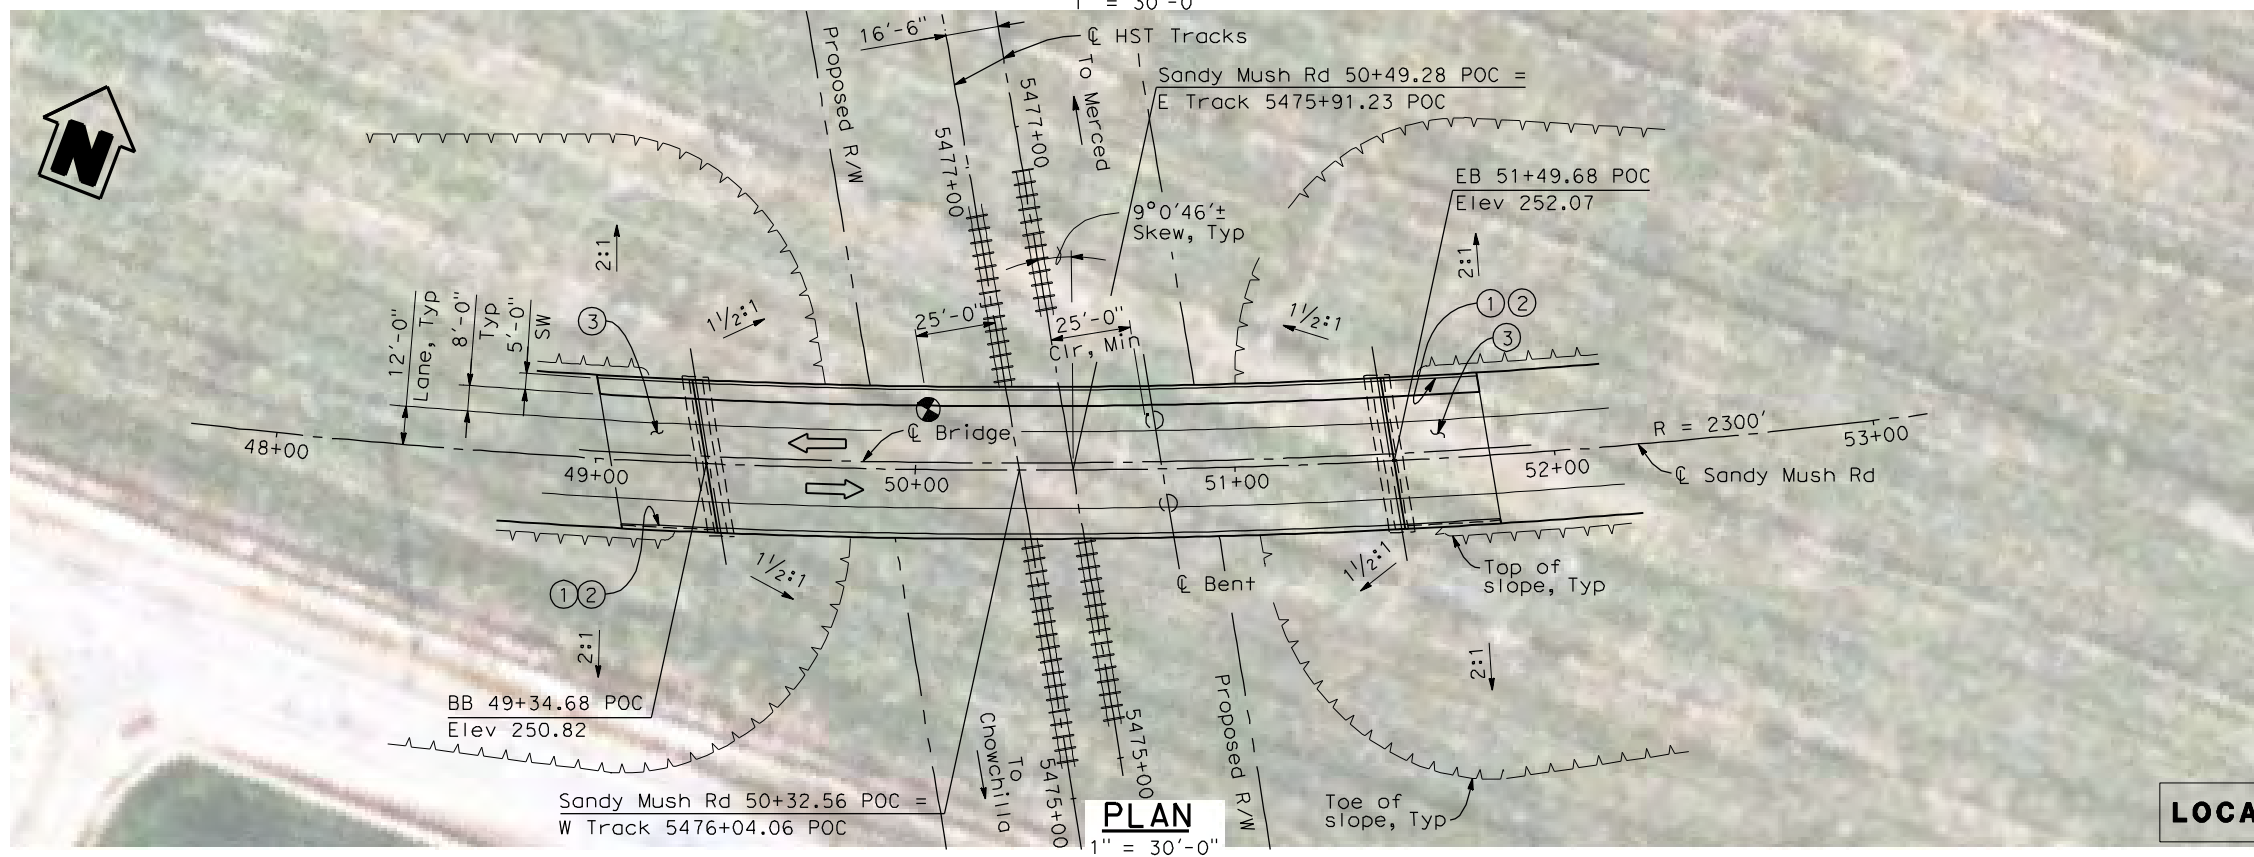 1" = 30'-0"
16'-6"
℄ HST Tracks
Proposed R/W
To Merced
Sandy Mush Rd 50+49.28 POC =
E Track 5475+91.23 POC
5477+00
5477+00
N
EB 51+49.68 POC
Elev 252.07
9°0'46'±
Skew, Typ
2:1
2:1
12'-0"
Lane, Typ
8'-0"
Typ
5'-0"
SW
3
1½:1
25'-0"
25'-0"
Clr, Min
1½:1
1 2
3
℄ Bridge
48+00
49+00
50+00
51+00
52+00
53+00
R = 2300'
℄ Sandy Mush Rd
1 2
1½:1
℄ Bent
1½:1
Top of
slope, Typ
2:1
2:1
BB 49+34.68 POC
Elev 250.82
To
Chowchilla
5475+00
5475+00
Proposed R/W
Sandy Mush Rd 50+32.56 POC =
W Track 5476+04.06 POC
Toe of
slope, Typ
PLAN
1" = 30'-0"
LOCA